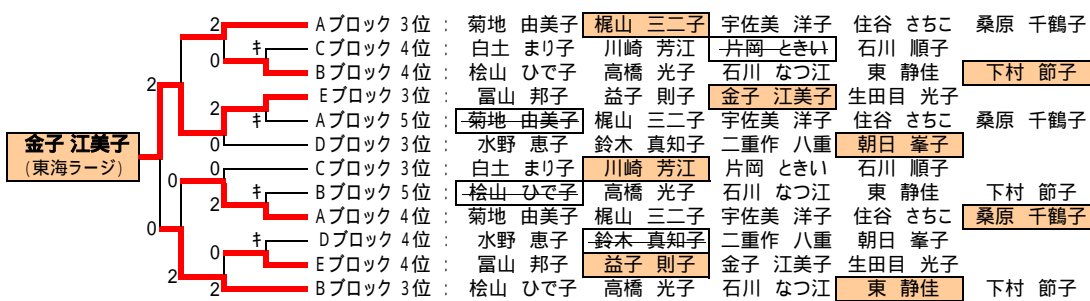 2 Aブロック 3位 : 菊地 由美子 梶山 三二子 宇佐美 洋子 住谷 さちこ 桑原 千鶴子
キ Cブロック 4位 : 白土 まり子 川崎 芳江 片岡 ときい 石川 順子
0 Bブロック 4位 : 桧山 ひで子 高橋 光子 石川 なつ江 東 静佳 下村 節子
2 Eブロック 3位 : 冨山 邦子 益子 則子 金子 江美子 生田目 光子
2 キ Aブロック 5位 : 菊地 由美子 梶山 三二子 宇佐美 洋子 住谷 さちこ 桑原 千鶴子
0 Dブロック 3位 : 水野 恵子 鈴木 真知子 二重作 八重 朝日 峯子
金子 江美子
(東海ラージ)
0 Cブロック 3位 : 白土 まり子 川崎 芳江 片岡 ときい 石川 順子
0 キ Bブロック 5位 : 桧山 ひで子 高橋 光子 石川 なつ江 東 静佳 下村 節子
2 Aブロック 4位 : 菊地 由美子 梶山 三二子 宇佐美 洋子 住谷 さちこ 桑原 千鶴子
0 キ Dブロック 4位 : 水野 恵子 鈴木 真知子 二重作 八重 朝日 峯子
0 Eブロック 4位 : 冨山 邦子 益子 則子 金子 江美子 生田目 光子
2 2 Bブロック 3位 : 桧山 ひで子 高橋 光子 石川 なつ江 東 静佳 下村 節子